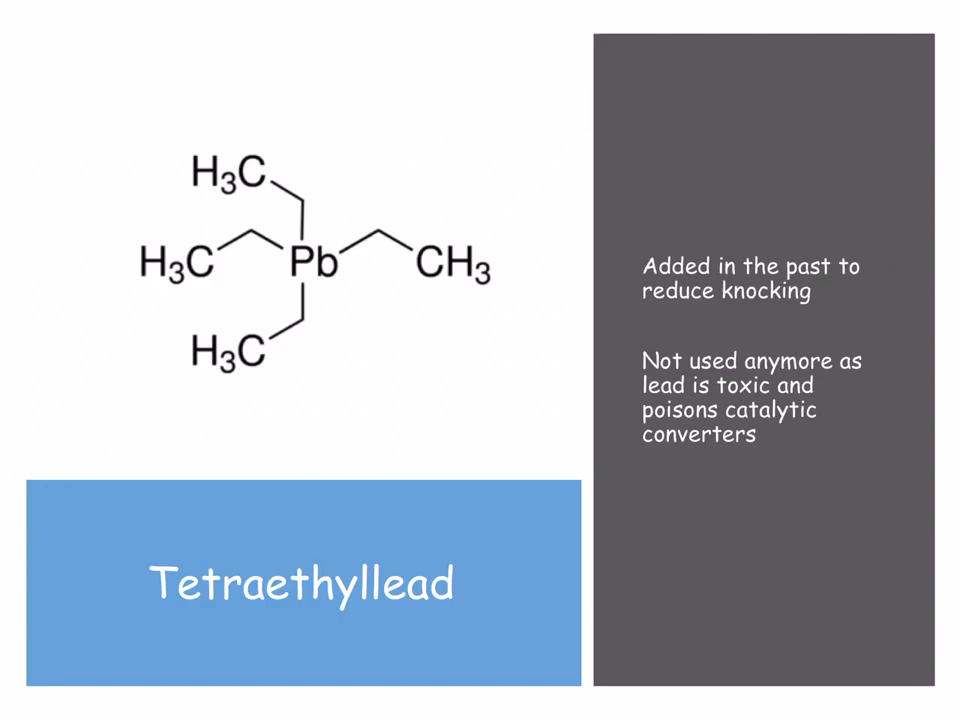 H3C
H3C Pb CH3
H3C
Tetraethyllead
Added in the past to
reduce knocking
Not used anymore as
lead is toxic and
poisons catalytic
converters